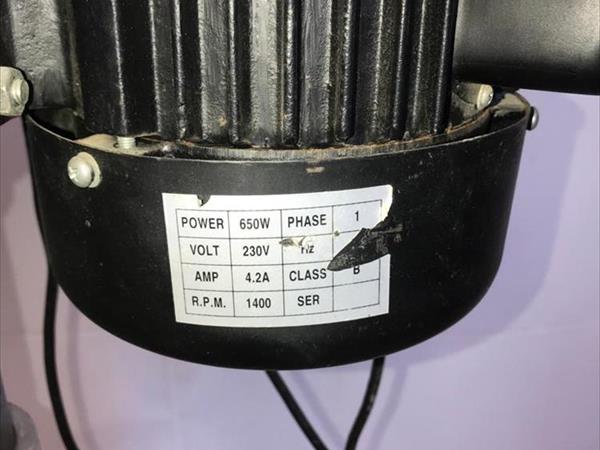 POWER 650W PHASE 1
VOLT 230V Hz
AMP 4.2A CLASS B
R.P.M. 1400 SER